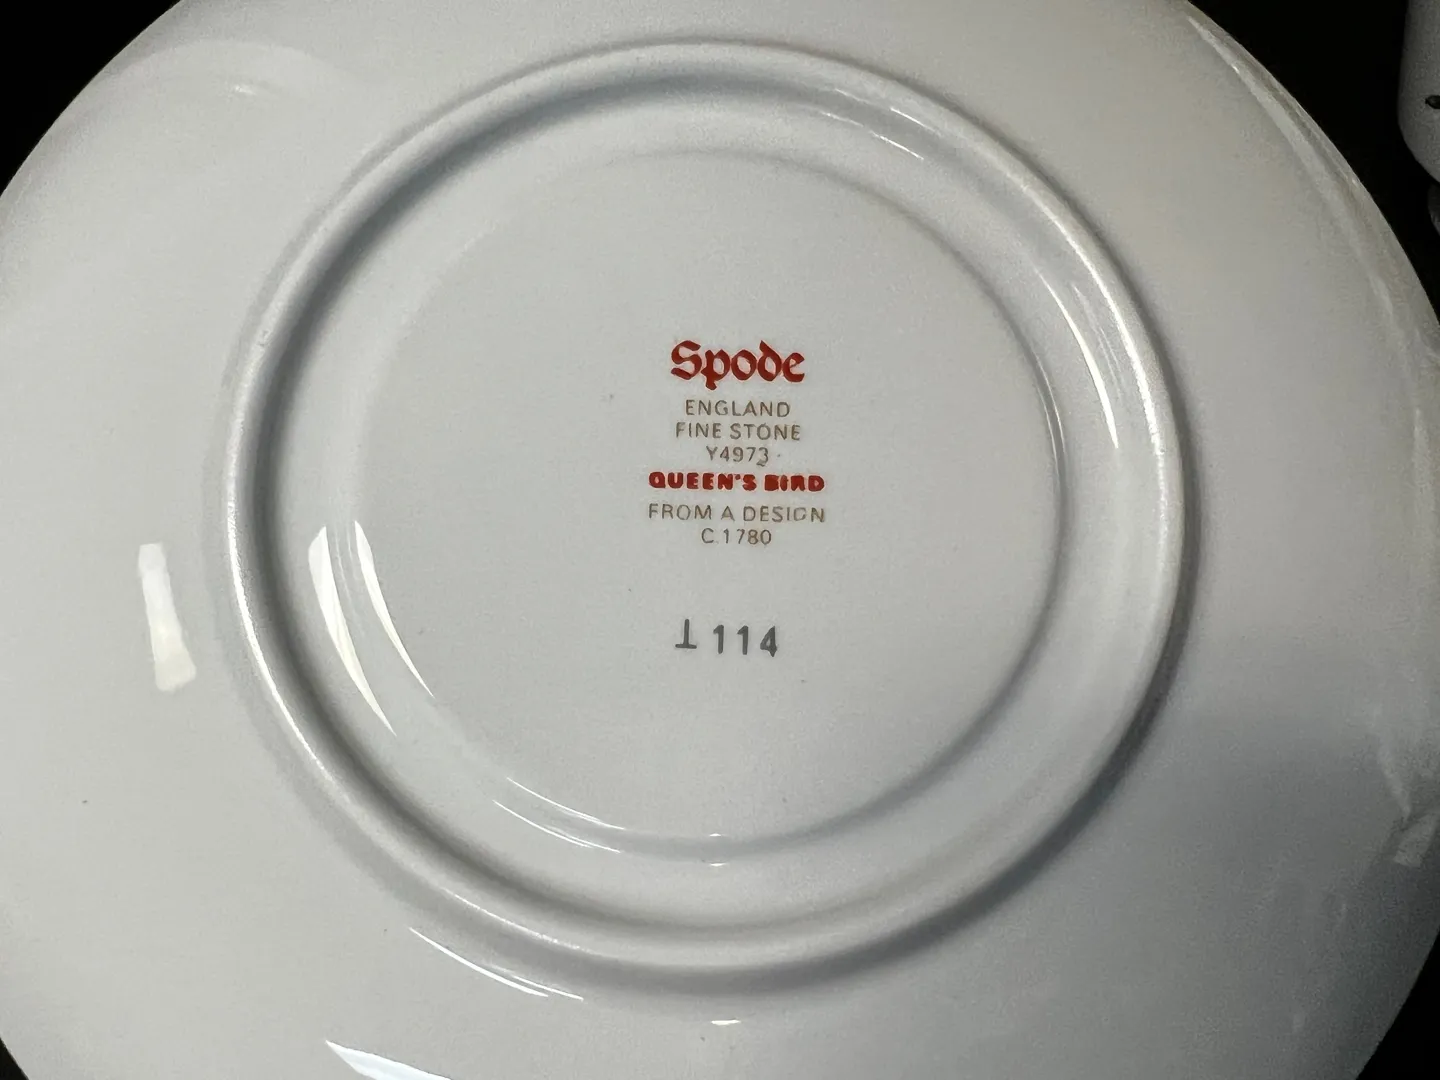 Spode
ENGLAND
FINE STONE
Y4973
QUEEN'S BIRD
FROM A DESIGN
C.1780
⊥ 114